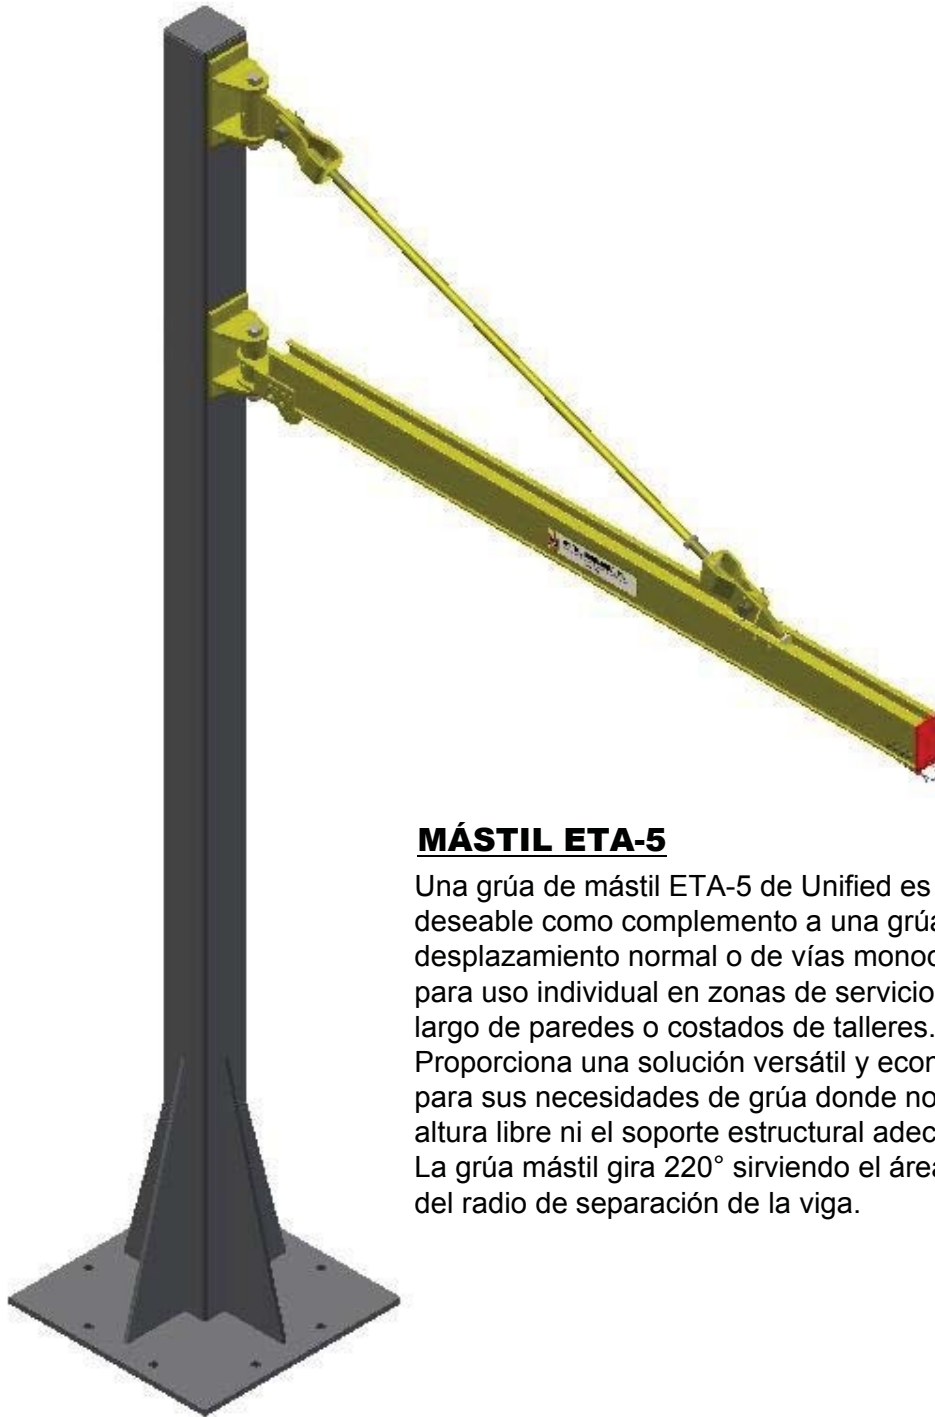 MÁSTIL ETA-5
Una grúa de mástil ETA-5 de Unified es
deseable como complemento a una grúa
desplazamiento normal o de vías monoc
para uso individual en zonas de servicio
largo de paredes o costados de talleres.
Proporciona una solución versátil y econ
para sus necesidades de grúa donde no
altura libre ni el soporte estructural adec
La grúa mástil gira 220° sirviendo el área
del radio de separación de la viga.